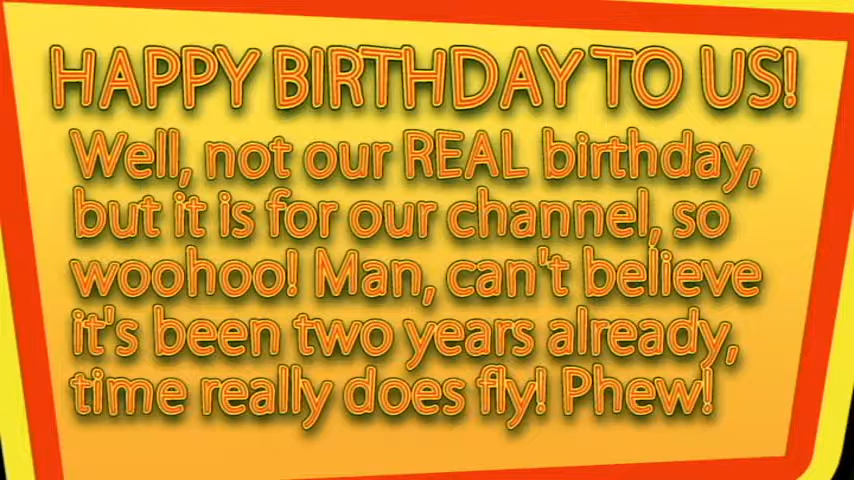 HAPPY BIRTHDAY TO US!
Well, not our REAL birthday,
but it is for our channel, so
woohoo! Man, can't believe
it's been two years already,
time really does fly! Phew!